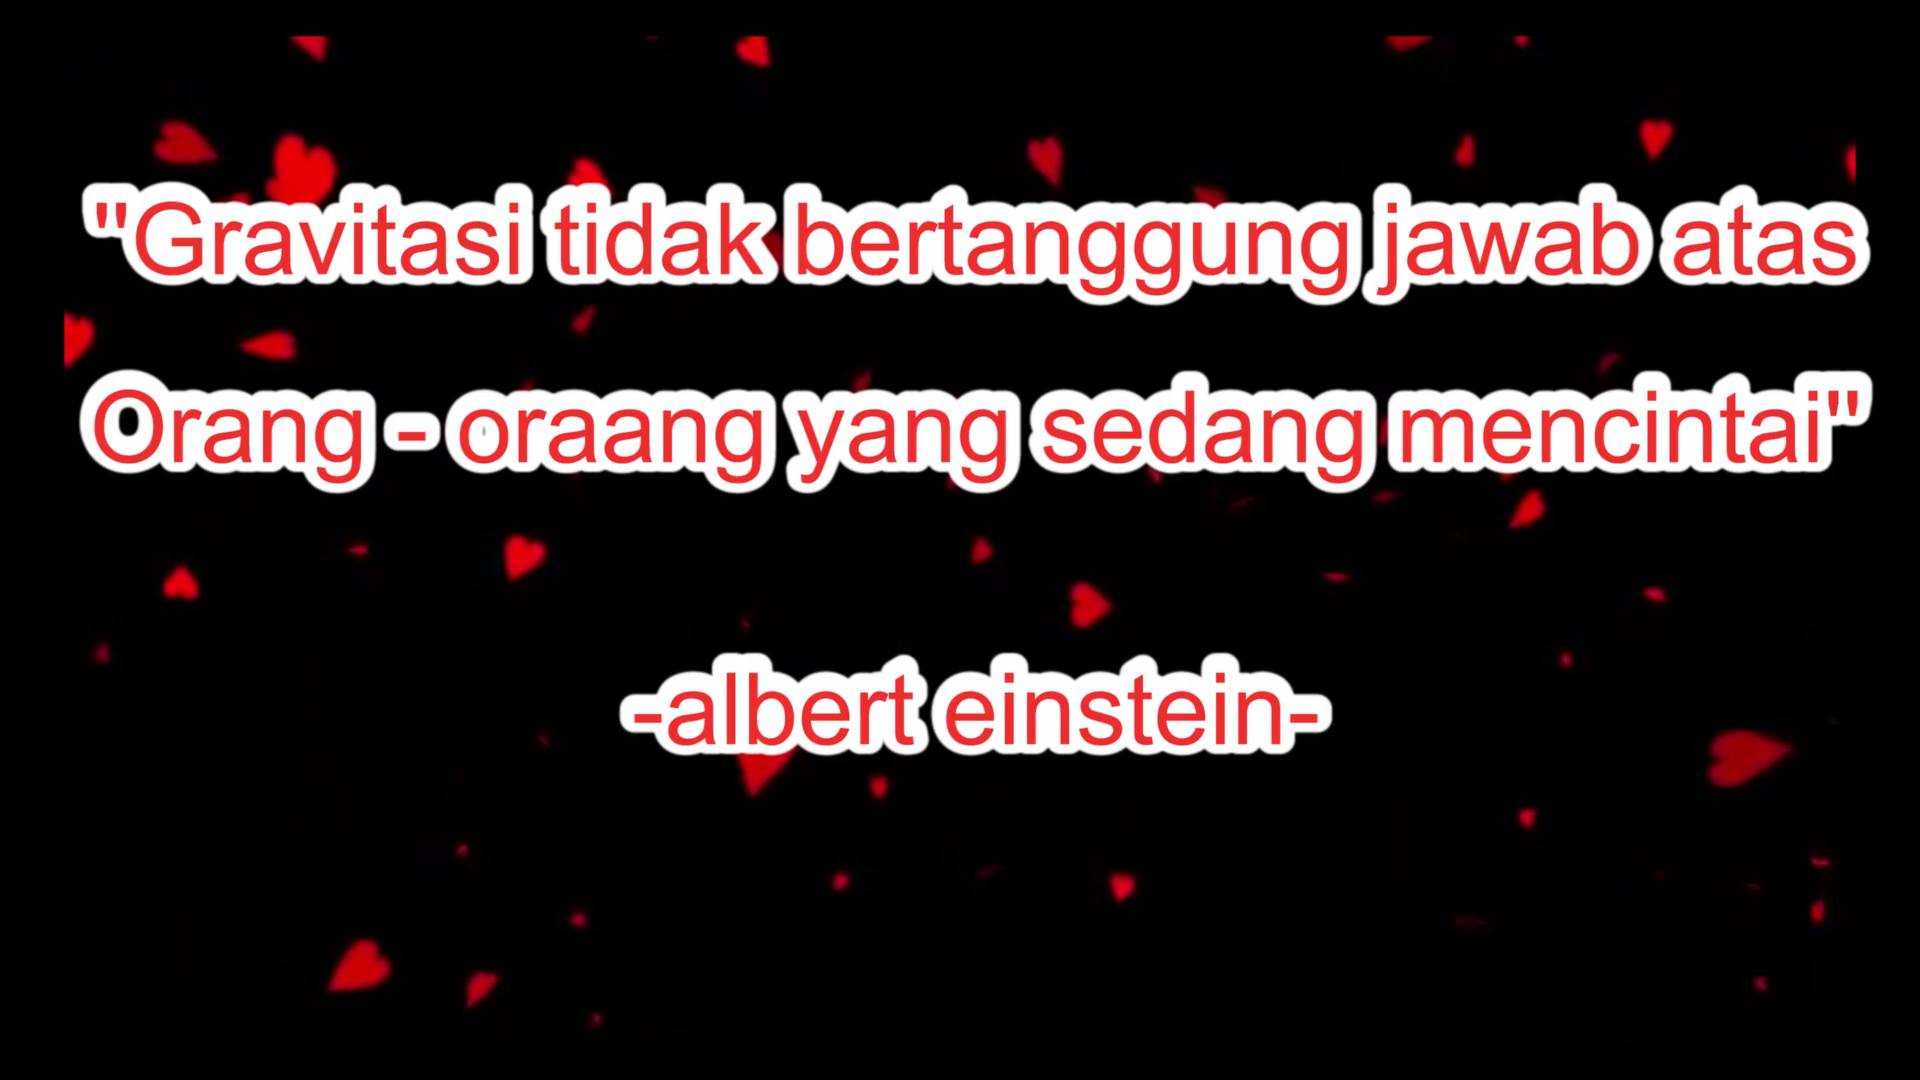 "Gravitasi tidak bertanggung jawab atas
Orang - oraang yang sedang mencintai"
-albert einstein-